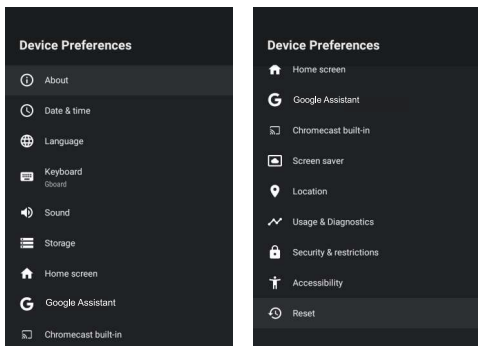 Device Preferences
About
Date & time
Language
Keyboard
Gboard
Sound
Storage
Home screen
Google Assistant
Chromecast built-in
Device Preferences
Home screen
Google Assistant
Chromecast built-in
Screen saver
Location
Usage & Diagnostics
Security & restrictions
Accessibility
Reset